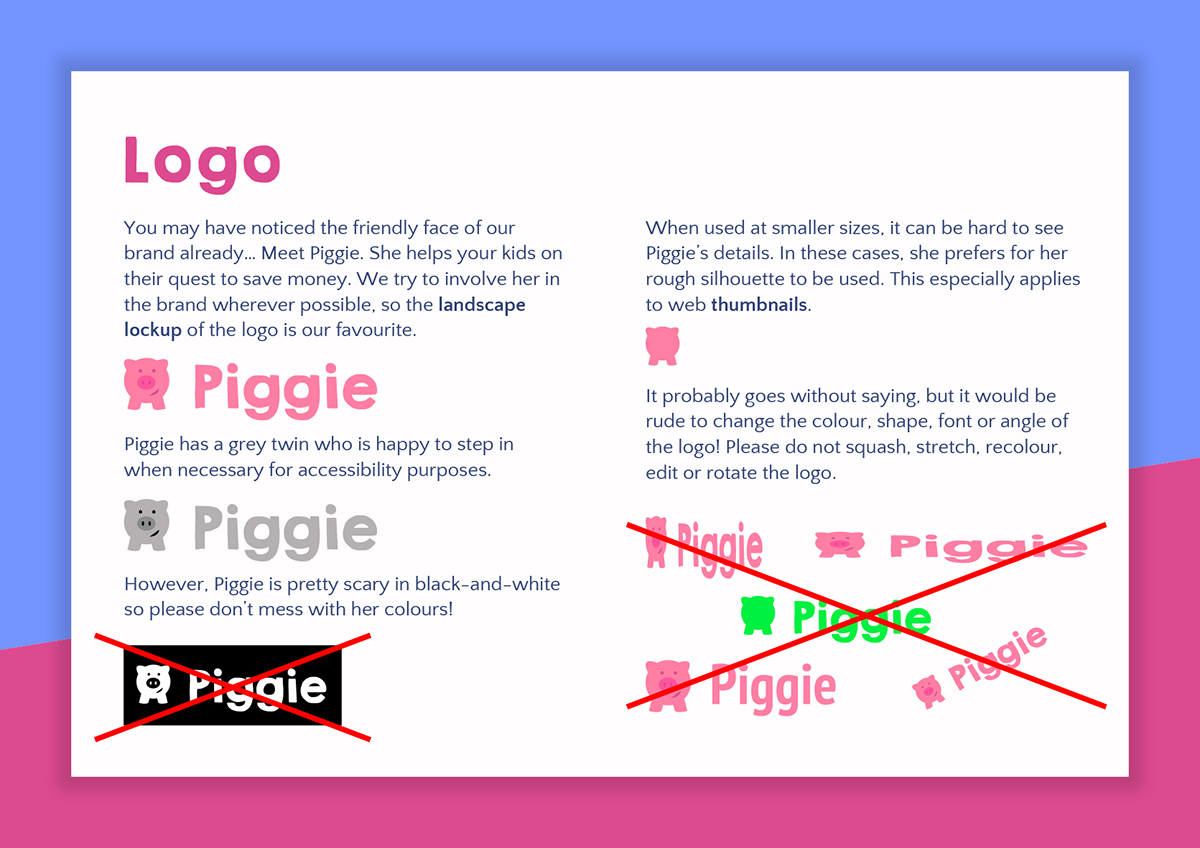 Logo
You may have noticed the friendly face of our
brand already... Meet Piggie. She helps your kids on
their quest to save money. We try to involve her in
the brand wherever possible, so the landscape
lockup of the logo is our favourite.
Piggie
Piggie has a grey twin who is happy to step in
when necessary for accessibility purposes.
Piggie
However, Piggie is pretty scary in black-and-white
so please don't mess with her colours!
Piggie
When used at smaller sizes, it can be hard to see
Piggie's details. In these cases, she prefers for her
rough silhouette to be used. This especially applies
to web thumbnails.
It probably goes without saying, but it would be
rude to change the colour, shape, font or angle of
the logo! Please do not squash, stretch, recolour,
edit or rotate the logo.
Piggie
Piggie
Piggie
Piggie
Piggie